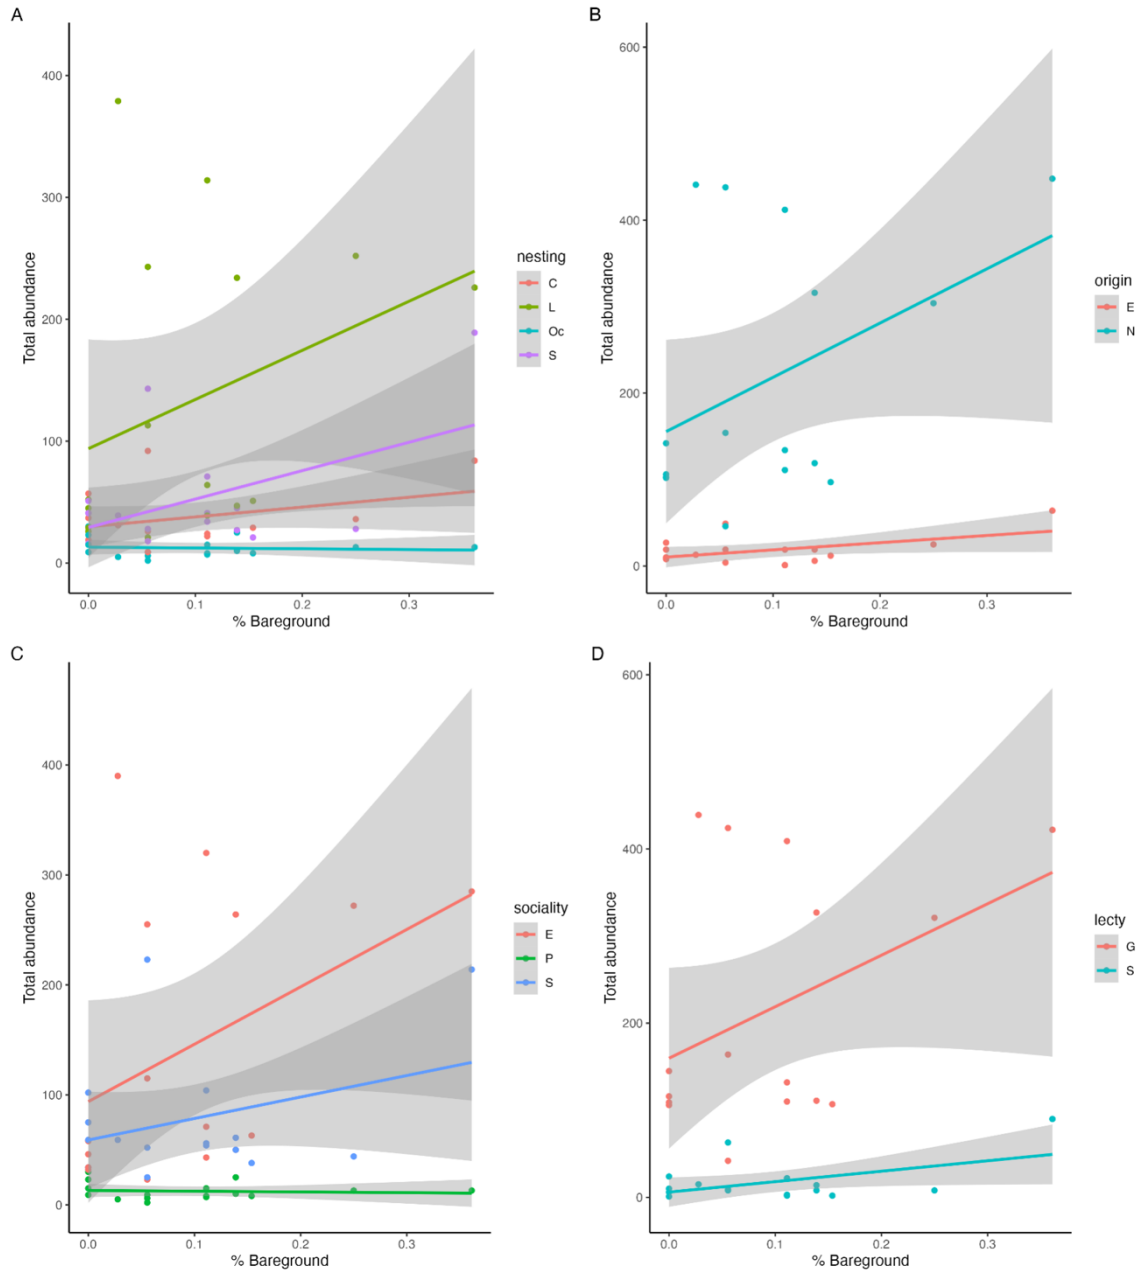 A
400
300
200
100
0
Total abundance
0.0 0.1 0.2 0.3
% Bareground
nesting
C
L
Oc
S
B
600
400
200
0
Total abundance
0.0 0.1 0.2 0.3
% Bareground
origin
E
N
C
400
300
200
100
0
Total abundance
0.0 0.1 0.2 0.3
% Bareground
sociality
E
P
S
D
600
400
200
0
Total abundance
0.0 0.1 0.2 0.3
% Bareground
lecty
G
S